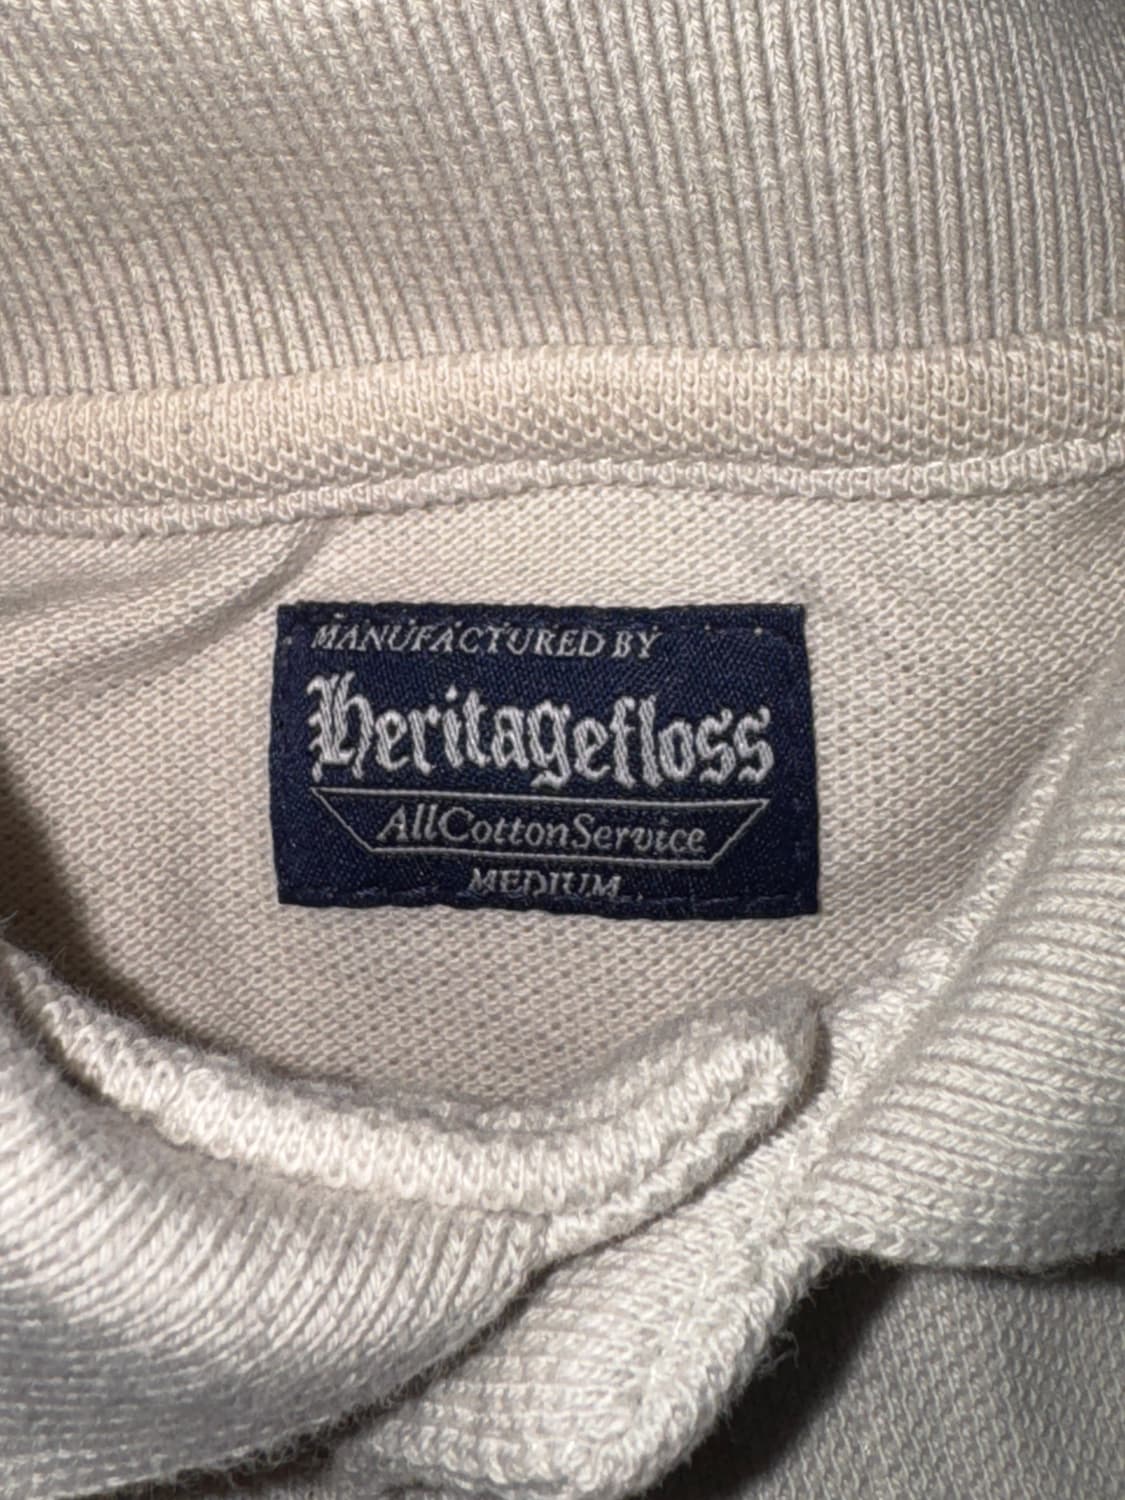 MANUFACTURED BY
Heritagefloss
AllCottonService
MEDIUM